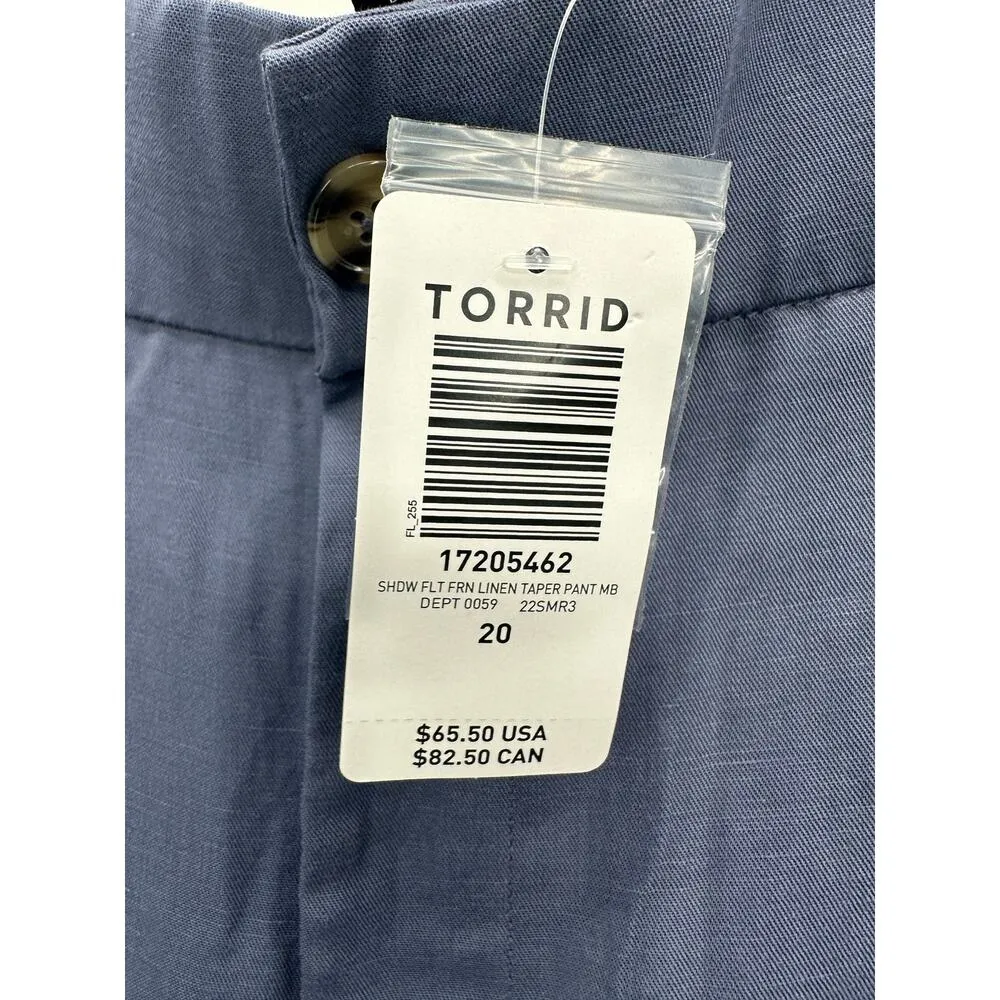 TORRID
FL_255
17205462
SHDW FLT FRN LINEN TAPER PANT MB
DEPT 0059 22SMR3
20
$65.50 USA
$82.50 CAN